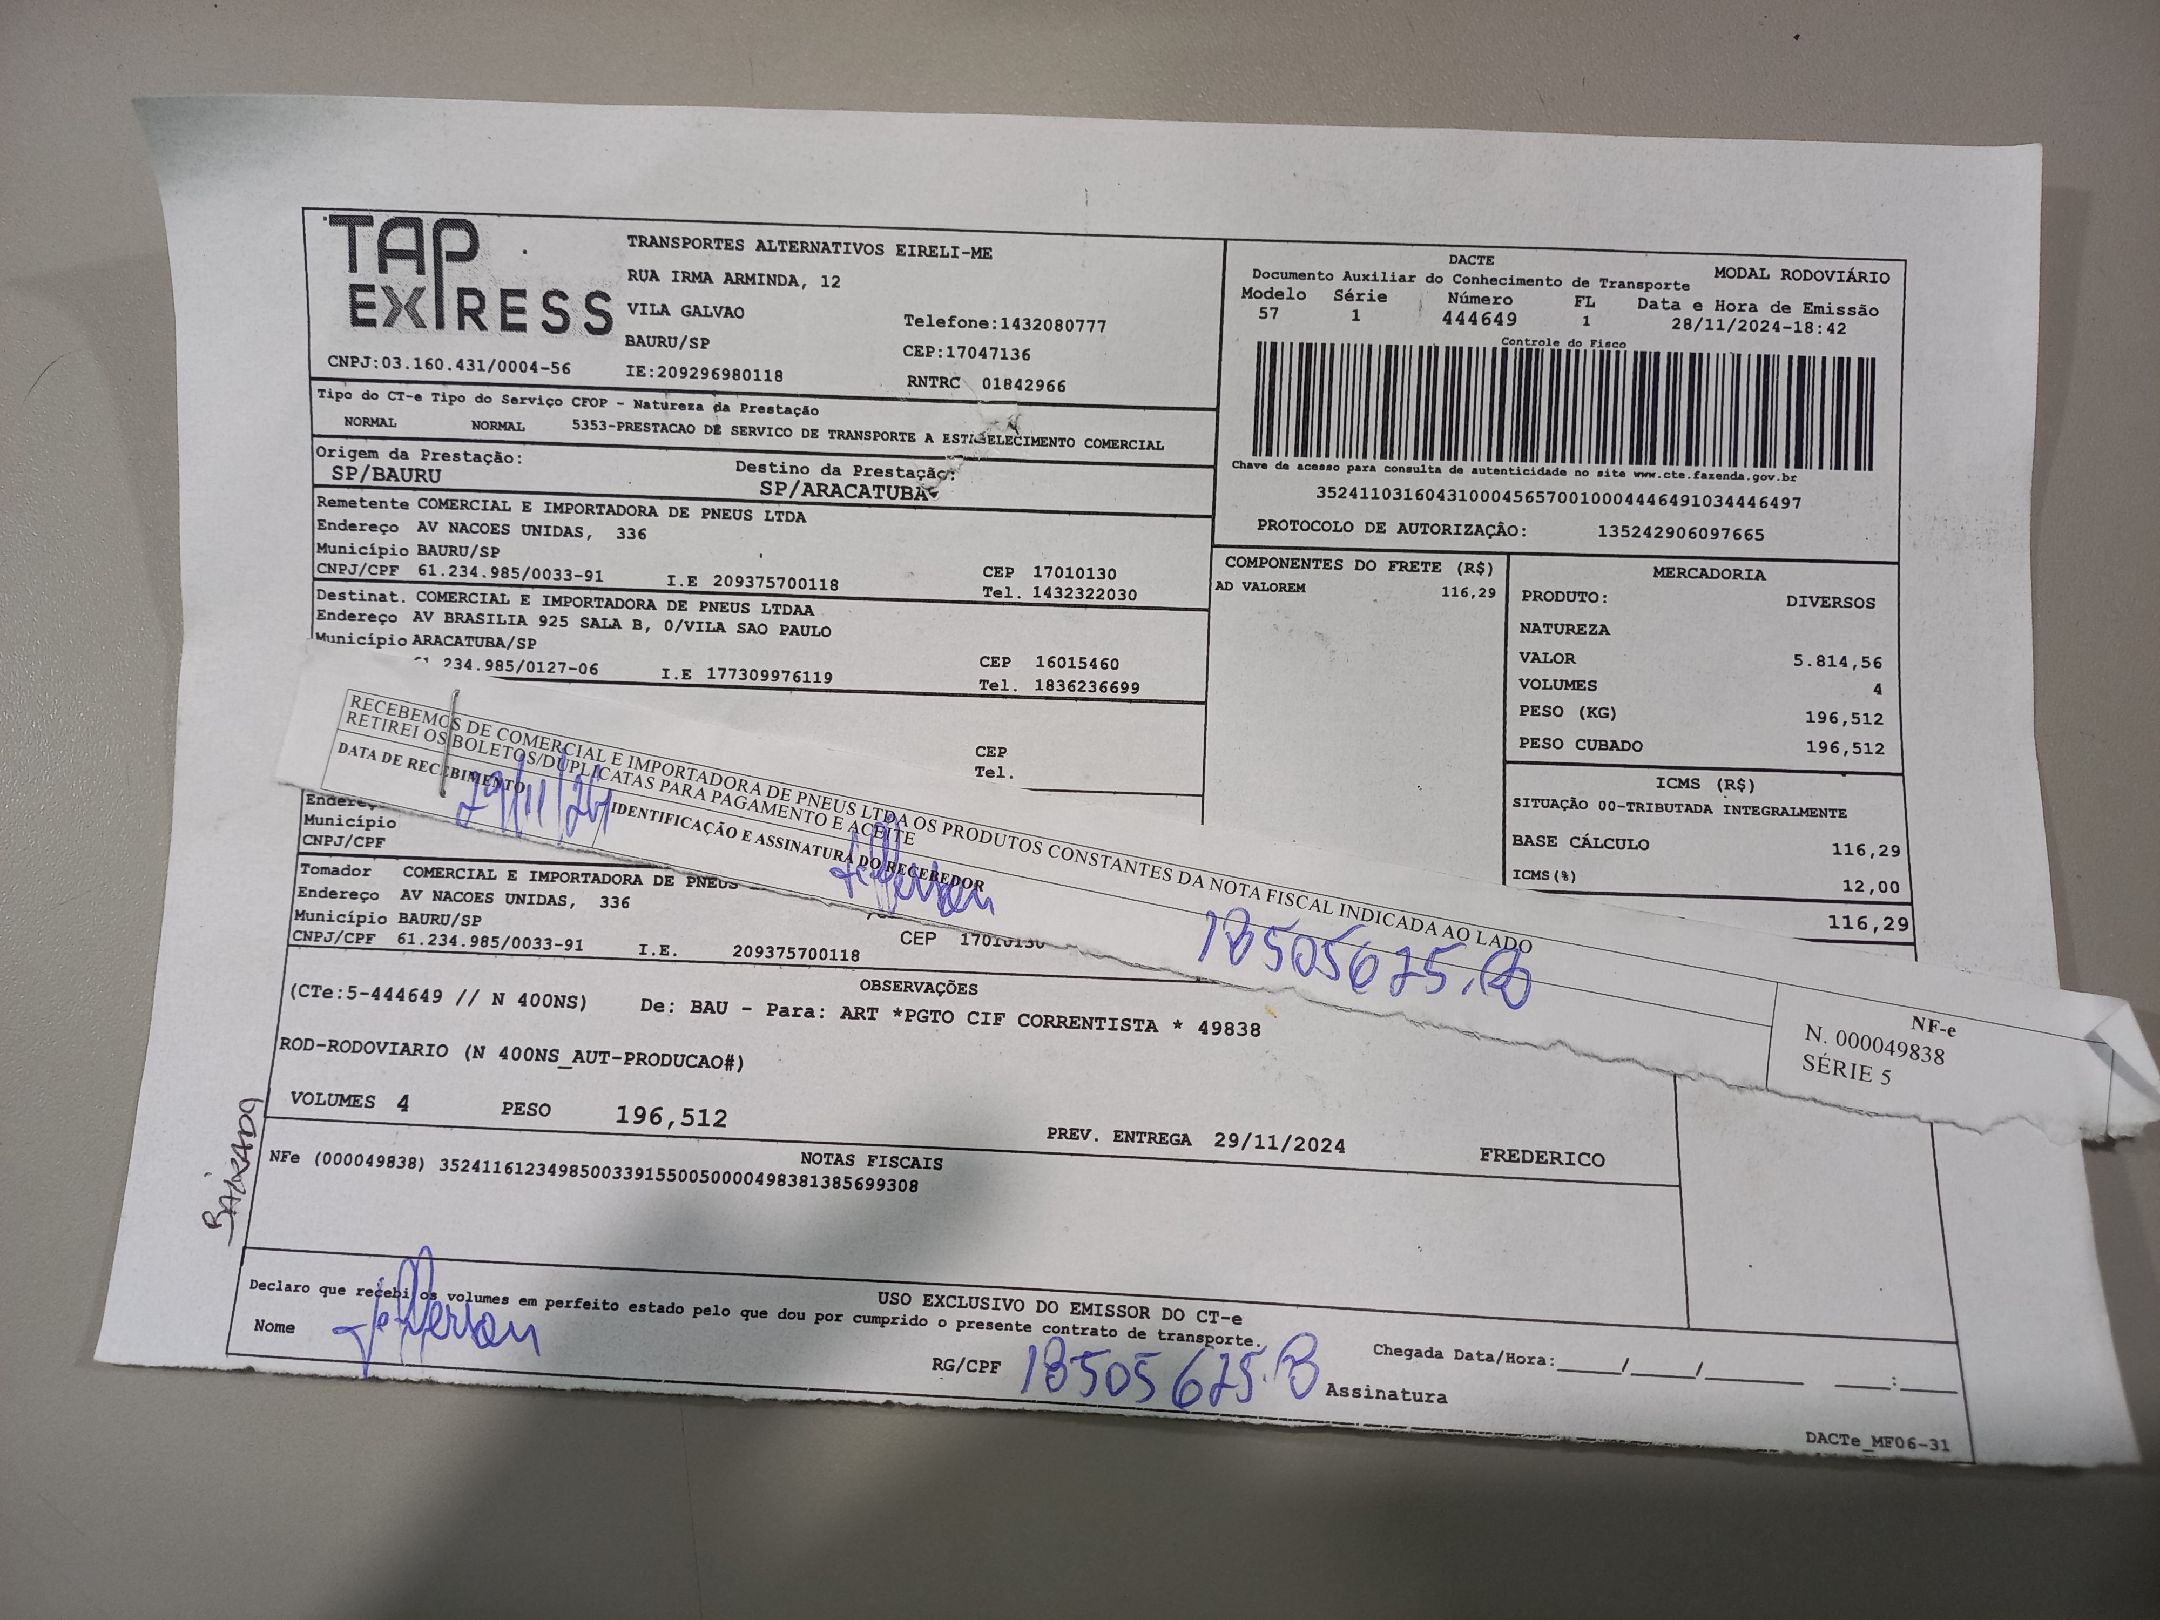 TAP
EXPRESS
CNPJ:03.160.431/0004-56
TRANSPORTES ALTERNATIVOS EIRELI-ME
RUA IRMA ARMINDA, 12
VILA GALVAO
BAURU/SP
IE:209296980118
Telefone:1432080777
CEP:17047136
RNTRC 01842966
DACTE
MODAL RODOVIÁRIO
Documento Auxiliar do Conhecimento de Transporte
Modelo Série Número FL Data e Hora de Emissão
57 1 444649 1 28/11/2024-18:42
Controle do Fisco
Chave de acesso para consulta de autenticidade no site www.cte.fazenda.gov.br
35241103160431000456570010004446491034446497
PROTOCOLO DE AUTORIZAÇÂO: 135242906097665
Tipo do CT-e Tipo do Serviço CFOP - Natureza da Prestação
NORMAL NORMAL 5353-PRESTACAO DE SERVICO DE TRANSPORTE A ESTABELECIMENTO COMERCIAL
Origem da Prestação: Destino da Prestação:
SP/BAURU SP/ARACATUBA
Remetente COMERCIAL E IMPORTADORA DE PNEUS LTDA
Endereço AV NACOES UNIDAS, 336
Município BAURU/SP
CNPJ/CPF 61.234.985/0033-91 I.E 209375700118
CEP 17010130
Tel. 1432322030
Destinat. COMERCIAL E IMPORTADORA DE PNEUS LTDAA
Endereço AV BRASILIA 925 SALA B, 0/VILA SAO PAULO
Município ARACATUBA/SP
61.234.985/0127-06 I.E 177309976119
CEP 16015460
Tel. 1836236699
CEP
Tel.
COMPONENTES DO FRETE (R$)
AD VALOREM 116,29
MERCADORIA
PRODUTO: DIVERSOS
NATUREZA
VALOR 5.814,56
VOLUMES 4
PESO (KG) 196,512
PESO CUBADO 196,512
ICMS (R$)
SITUAÇÃO 00-TRIBUTADA INTEGRALMENTE
BASE CÁLCULO 116,29
ICMS(%) 12,00
116,29
RECEBEMOS DE COMERCIAL E IMPORTADORA DE PNEUS LTDA OS PRODUTOS CONSTANTES DA NOTA FISCAL INDICADA AO LADO
RETIREI OS BOLETOS/DUPLICATAS PARA PAGAMENTO E ACEITE
DATA DE RECEBIMENTO IDENTIFICAÇÃO E ASSINATURA DO RECEBEDOR
29/11/24 Jefferson 18505625.
NF-e
N. 000049838
SÉRIE 5
Endereço
Município
CNPJ/CPF
Tomador COMERCIAL E IMPORTADORA DE PNEUS
Endereço AV NACOES UNIDAS, 336
Município BAURU/SP
CNPJ/CPF 61.234.985/0033-91 I.E. 209375700118 CEP 17010130
OBSERVAÇÕES
(CTe:5-444649 // N 400NS) De: BAU - Para: ART *PGTO CIF CORRENTISTA * 49838
ROD-RODOVIARIO (N 400NS_AUT-PRODUCAO#)
VOLUMES 4 PESO 196,512
PREV. ENTREGA 29/11/2024 FREDERICO
NOTAS FISCAIS
NFe (000049838) 35241161234985003391550050000498381385699308
USO EXCLUSIVO DO EMISSOR DO CT-e
Declaro que recebi os volumes em perfeito estado pelo que dou por cumprido o presente contrato de transporte.
Nome Jefferson RG/CPF 18505625. Assinatura
Chegada Data/Hora:____/____/______ ____:____
DACTe_MF06-31